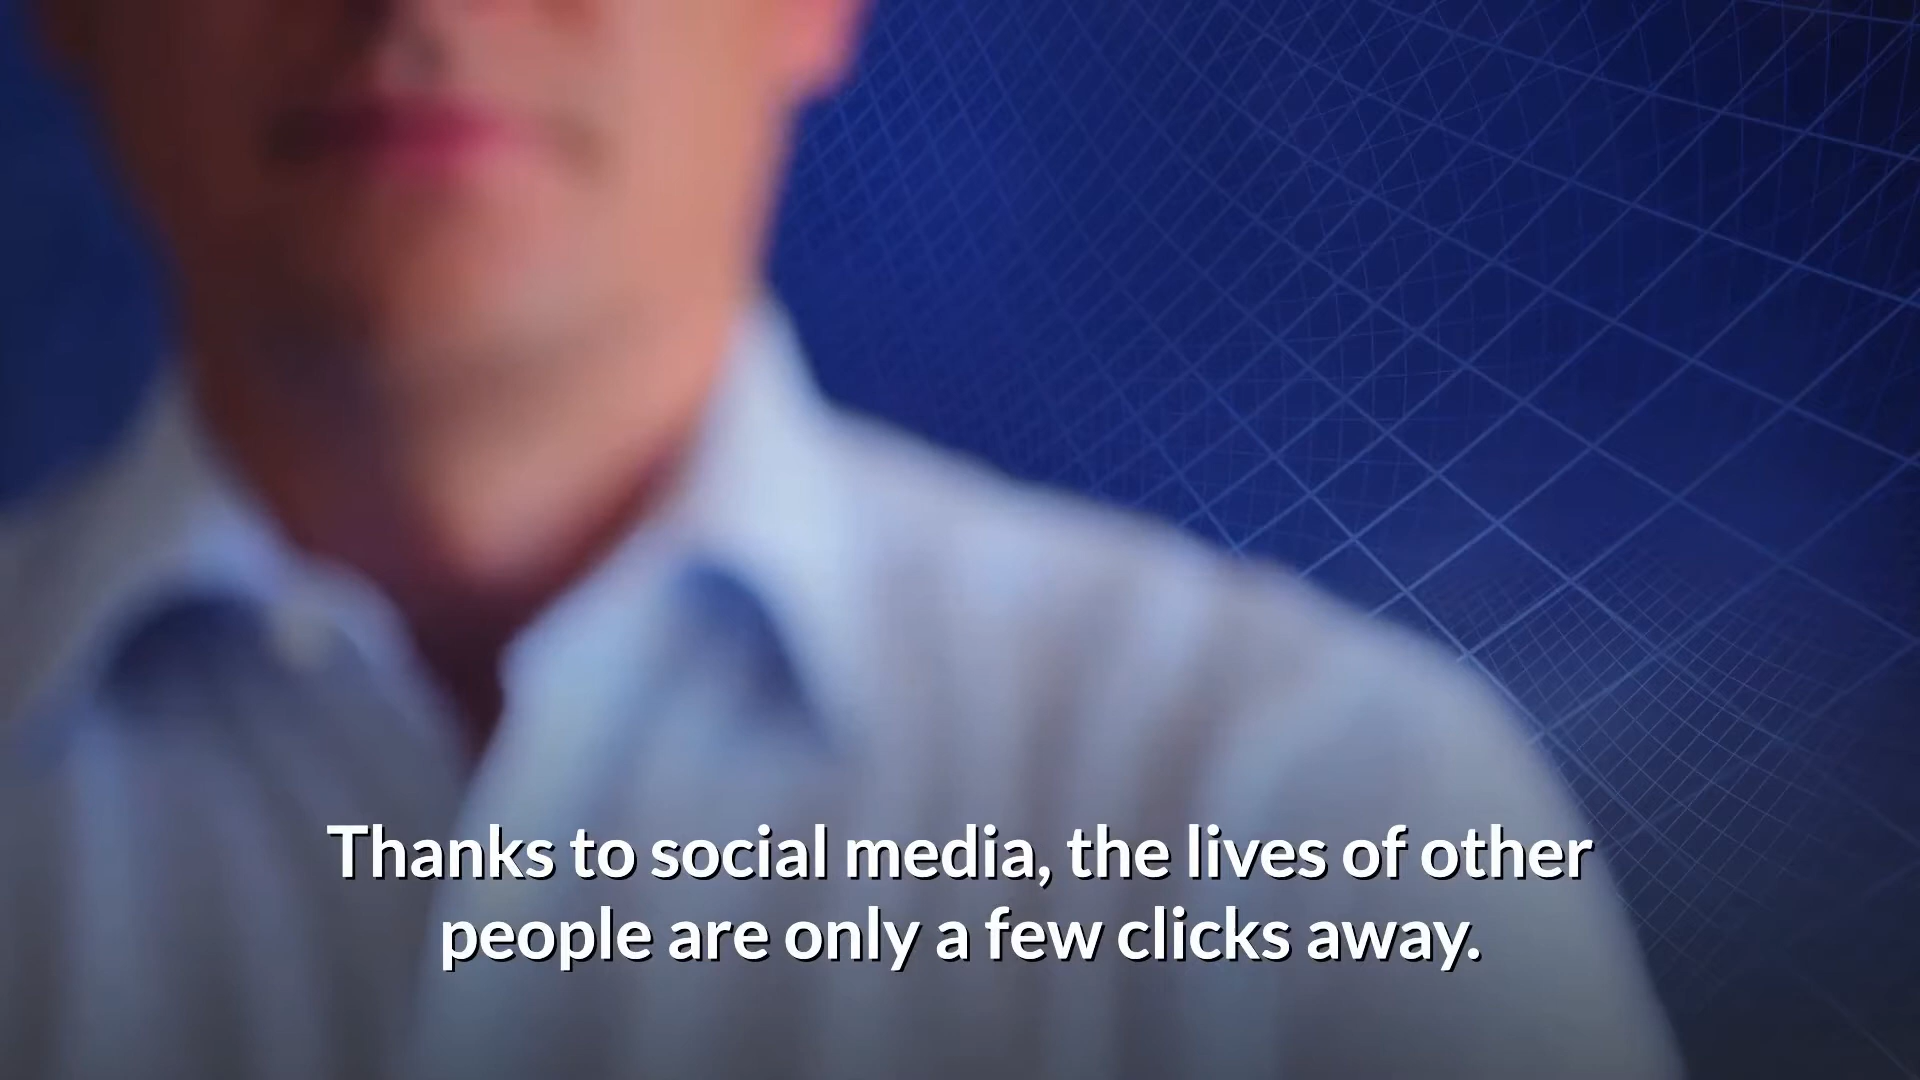 Thanks to social media, the lives of other
people are only a few clicks away.